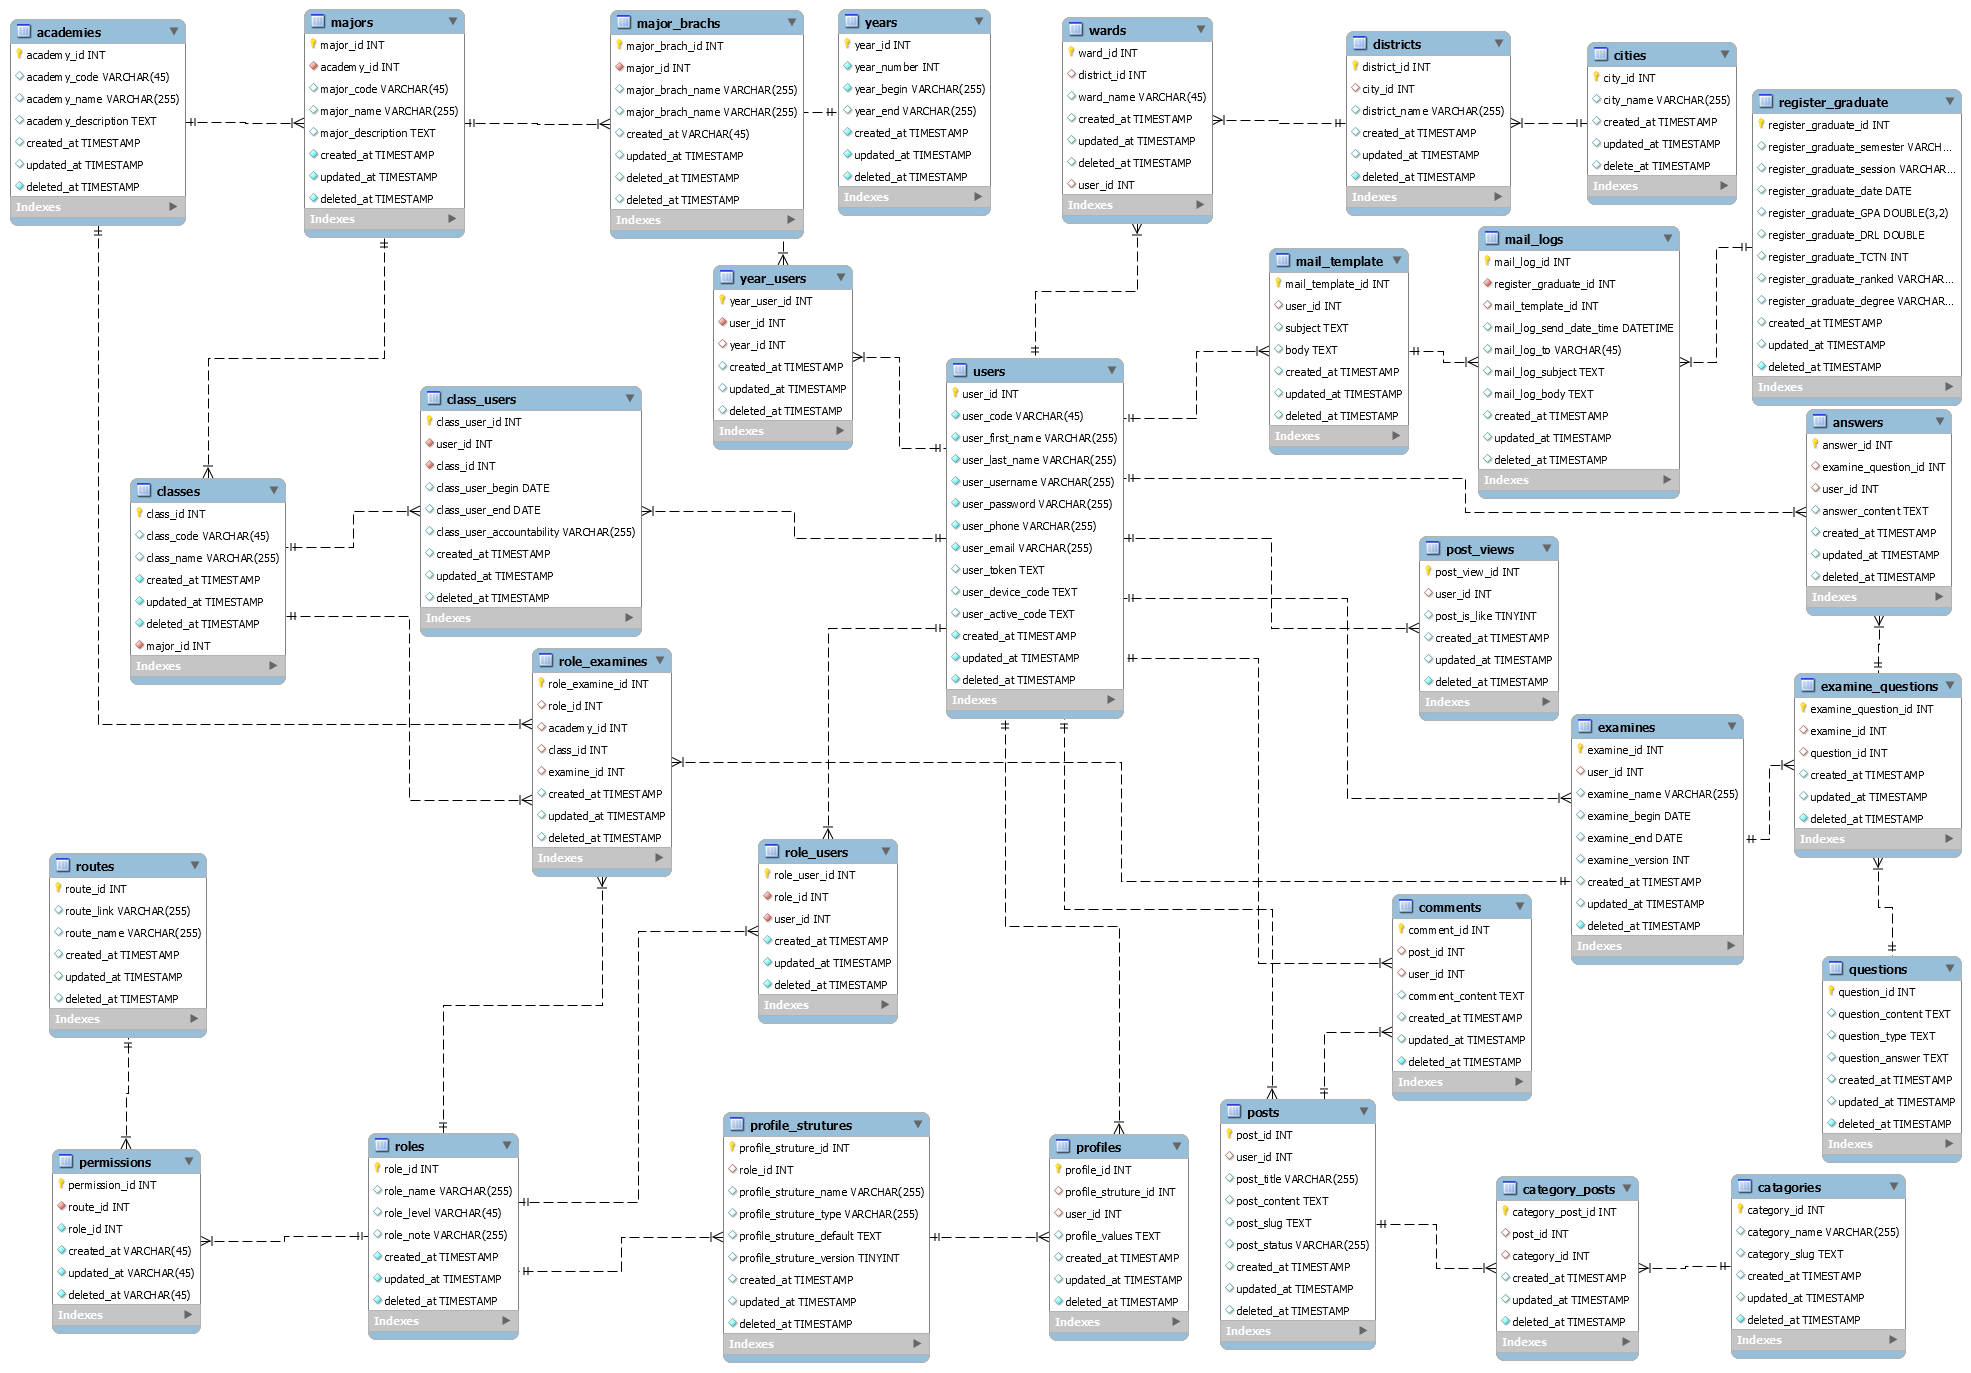 academies
academy_id INT
academy_code VARCHAR(45)
academy_name VARCHAR(255)
academy_description TEXT
created_at TIMESTAMP
updated_at TIMESTAMP
deleted_at TIMESTAMP
Indexes
majors
major_id INT
academy_id INT
major_code VARCHAR(45)
major_name VARCHAR(255)
major_description TEXT
created_at TIMESTAMP
updated_at TIMESTAMP
deleted_at TIMESTAMP
Indexes
major_brachs
major_brach_id INT
major_id INT
major_brach_name VARCHAR(255)
major_brach_name VARCHAR(255)
created_at VARCHAR(45)
updated_at TIMESTAMP
deleted_at TIMESTAMP
deleted_at TIMESTAMP
Indexes
years
year_id INT
year_number INT
year_begin VARCHAR(255)
year_end VARCHAR(255)
created_at TIMESTAMP
updated_at TIMESTAMP
deleted_at TIMESTAMP
Indexes
wards
ward_id INT
district_id INT
ward_name VARCHAR(45)
created_at TIMESTAMP
updated_at TIMESTAMP
deleted_at TIMESTAMP
user_id INT
Indexes
districts
district_id INT
city_id INT
district_name VARCHAR(255)
created_at TIMESTAMP
updated_at TIMESTAMP
deleted_at TIMESTAMP
Indexes
cities
city_id INT
city_name VARCHAR(255)
created_at TIMESTAMP
updated_at TIMESTAMP
delete_at TIMESTAMP
Indexes
register_graduate
register_graduate_id INT
register_graduate_semester VARCH...
register_graduate_session VARCHAR...
register_graduate_date DATE
register_graduate_GPA DOUBLE(3,2)
register_graduate_DRL DOUBLE
register_graduate_TCTN INT
register_graduate_ranked VARCHAR...
register_graduate_degree VARCHAR...
created_at TIMESTAMP
updated_at TIMESTAMP
deleted_at TIMESTAMP
Indexes
year_users
year_user_id INT
user_id INT
year_id INT
created_at TIMESTAMP
updated_at TIMESTAMP
deleted_at TIMESTAMP
Indexes
mail_template
mail_template_id INT
user_id INT
subject TEXT
body TEXT
created_at TIMESTAMP
updated_at TIMESTAMP
deleted_at TIMESTAMP
Indexes
mail_logs
mail_log_id INT
register_graduate_id INT
mail_template_id INT
mail_log_send_date_time DATETIME
mail_log_to VARCHAR(45)
mail_log_subject TEXT
mail_log_body TEXT
created_at TIMESTAMP
updated_at TIMESTAMP
deleted_at TIMESTAMP
Indexes
users
user_id INT
user_code VARCHAR(45)
user_first_name VARCHAR(255)
user_last_name VARCHAR(255)
user_username VARCHAR(255)
user_password VARCHAR(255)
user_phone VARCHAR(255)
user_email VARCHAR(255)
user_token TEXT
user_device_code TEXT
user_active_code TEXT
created_at TIMESTAMP
updated_at TIMESTAMP
deleted_at TIMESTAMP
Indexes
class_users
class_user_id INT
user_id INT
class_id INT
class_user_begin DATE
class_user_end DATE
class_user_accountability VARCHAR(255)
created_at TIMESTAMP
updated_at TIMESTAMP
deleted_at TIMESTAMP
Indexes
classes
class_id INT
class_code VARCHAR(45)
class_name VARCHAR(255)
created_at TIMESTAMP
updated_at TIMESTAMP
deleted_at TIMESTAMP
major_id INT
Indexes
answers
answer_id INT
examine_question_id INT
user_id INT
answer_content TEXT
created_at TIMESTAMP
updated_at TIMESTAMP
deleted_at TIMESTAMP
Indexes
post_views
post_view_id INT
user_id INT
post_is_like TINYINT
created_at TIMESTAMP
updated_at TIMESTAMP
deleted_at TIMESTAMP
Indexes
role_examines
role_examine_id INT
role_id INT
academy_id INT
class_id INT
examine_id INT
created_at TIMESTAMP
updated_at TIMESTAMP
deleted_at TIMESTAMP
Indexes
examine_questions
examine_question_id INT
examine_id INT
question_id INT
created_at TIMESTAMP
updated_at TIMESTAMP
deleted_at TIMESTAMP
Indexes
examines
examine_id INT
user_id INT
examine_name VARCHAR(255)
examine_begin DATE
examine_end DATE
examine_version INT
created_at TIMESTAMP
updated_at TIMESTAMP
deleted_at TIMESTAMP
Indexes
role_users
role_user_id INT
role_id INT
user_id INT
created_at TIMESTAMP
updated_at TIMESTAMP
deleted_at TIMESTAMP
Indexes
routes
route_id INT
route_link VARCHAR(255)
route_name VARCHAR(255)
created_at TIMESTAMP
updated_at TIMESTAMP
deleted_at TIMESTAMP
Indexes
comments
comment_id INT
post_id INT
user_id INT
comment_content TEXT
created_at TIMESTAMP
updated_at TIMESTAMP
deleted_at TIMESTAMP
Indexes
questions
question_id INT
question_content TEXT
question_type TEXT
question_answer TEXT
created_at TIMESTAMP
updated_at TIMESTAMP
deleted_at TIMESTAMP
Indexes
permissions
permission_id INT
route_id INT
role_id INT
created_at VARCHAR(45)
updated_at VARCHAR(45)
deleted_at VARCHAR(45)
Indexes
roles
role_id INT
role_name VARCHAR(255)
role_level VARCHAR(45)
role_note VARCHAR(255)
created_at TIMESTAMP
updated_at TIMESTAMP
deleted_at TIMESTAMP
Indexes
profile_strutures
profile_struture_id INT
role_id INT
profile_struture_name VARCHAR(255)
profile_struture_type VARCHAR(255)
profile_struture_default TEXT
profile_struture_version TINYINT
created_at TIMESTAMP
updated_at TIMESTAMP
deleted_at TIMESTAMP
Indexes
profiles
profile_id INT
profile_struture_id INT
user_id INT
profile_values TEXT
created_at TIMESTAMP
updated_at TIMESTAMP
deleted_at TIMESTAMP
Indexes
posts
post_id INT
user_id INT
post_title VARCHAR(255)
post_content TEXT
post_slug TEXT
post_status VARCHAR(255)
created_at TIMESTAMP
updated_at TIMESTAMP
deleted_at TIMESTAMP
Indexes
category_posts
category_post_id INT
post_id INT
category_id INT
created_at TIMESTAMP
updated_at TIMESTAMP
deleted_at TIMESTAMP
Indexes
catagories
category_id INT
category_name VARCHAR(255)
category_slug TEXT
created_at TIMESTAMP
updated_at TIMESTAMP
deleted_at TIMESTAMP
Indexes